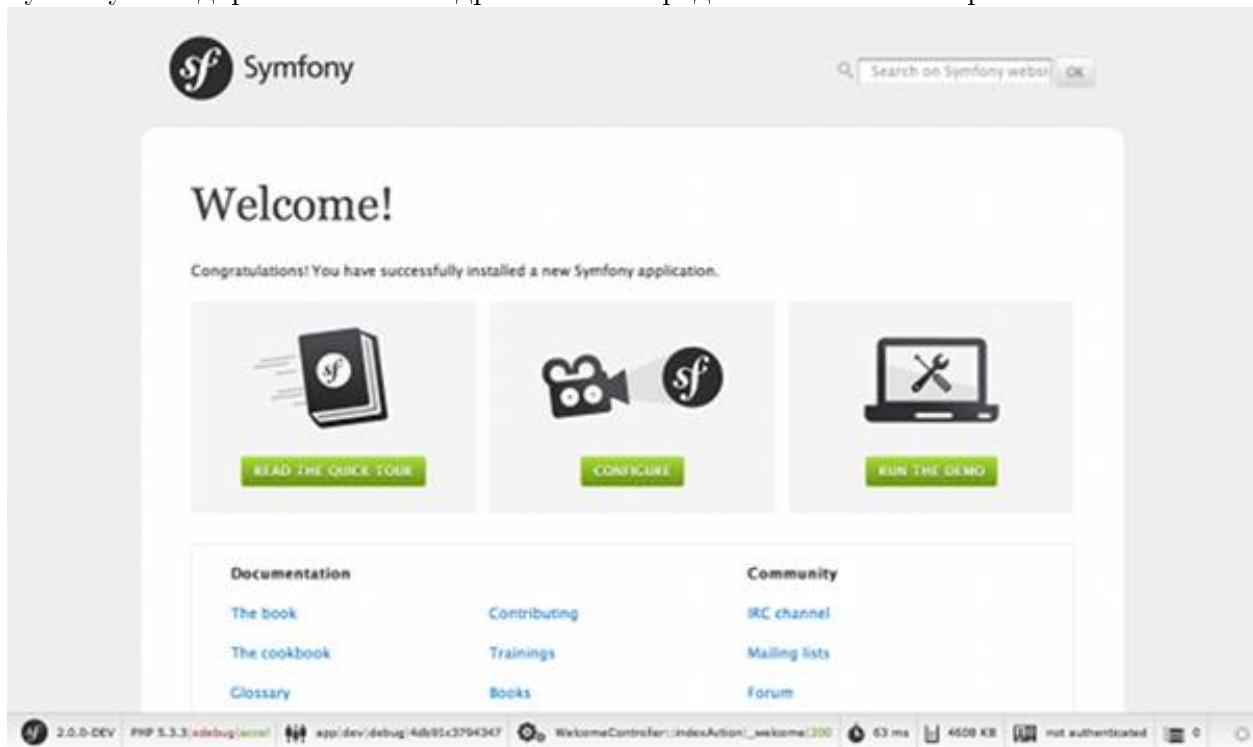 Symfony
Search on Symfony websi OK
Welcome!
Congratulations! You have successfully installed a new Symfony application.
READ THE QUICK TOUR CONFIGURE RUN THE DEMO
Documentation Community
The book Contributing IRC channel
The cookbook Trainings Mailing lists
Glossary Books Forum
2.0.0-DEV PHP 5.3.3 xdebug accel app dev debug 4db91c3794347 WelcomeController::indexAction _welcome 200 63 ms 4608 KB not authenticated 0